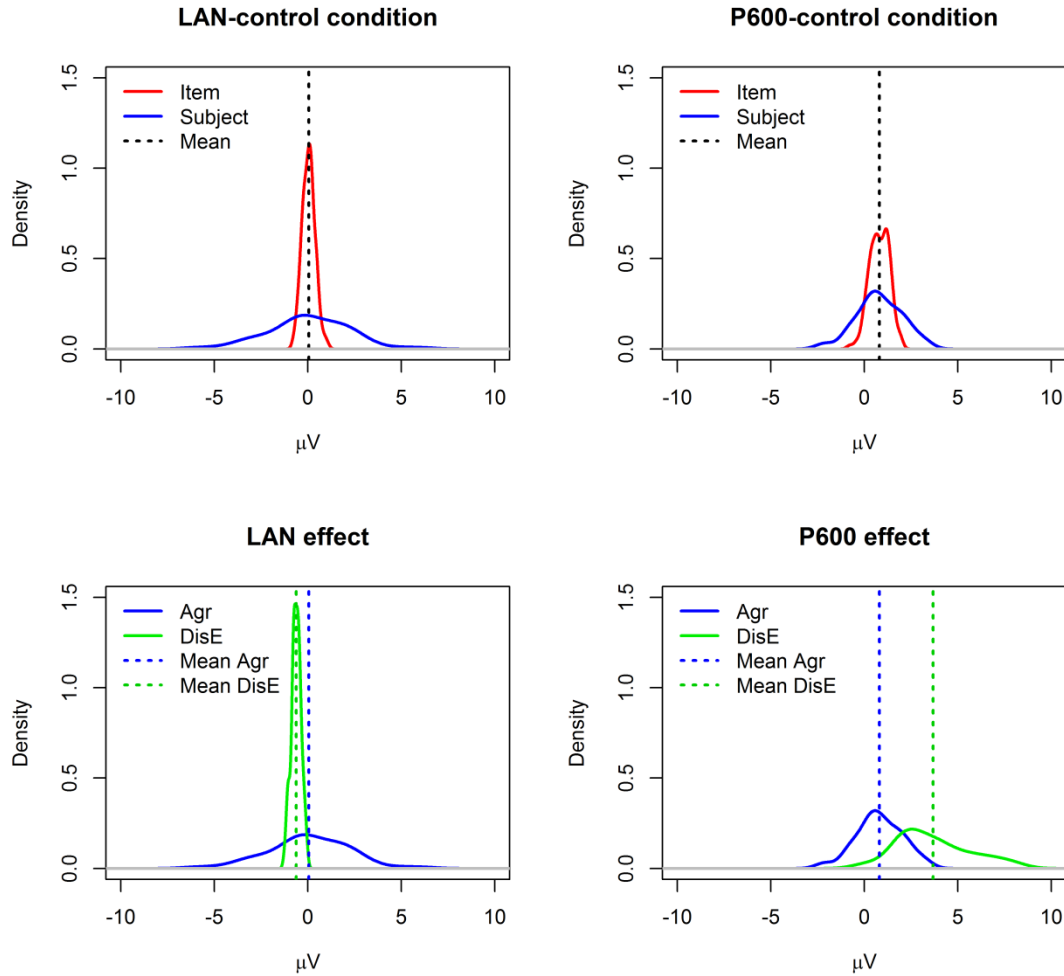 LAN-control condition
Item
Subject
Mean
Density
0.0 0.5 1.0 1.5
-10 -5 0 5 10
μV
P600-control condition
Item
Subject
Mean
Density
0.0 0.5 1.0 1.5
-10 -5 0 5 10
μV
LAN effect
Agr
DisE
Mean Agr
Mean DisE
Density
0.0 0.5 1.0 1.5
-10 -5 0 5 10
μV
P600 effect
Agr
DisE
Mean Agr
Mean DisE
Density
0.0 0.5 1.0 1.5
-10 -5 0 5 10
μV